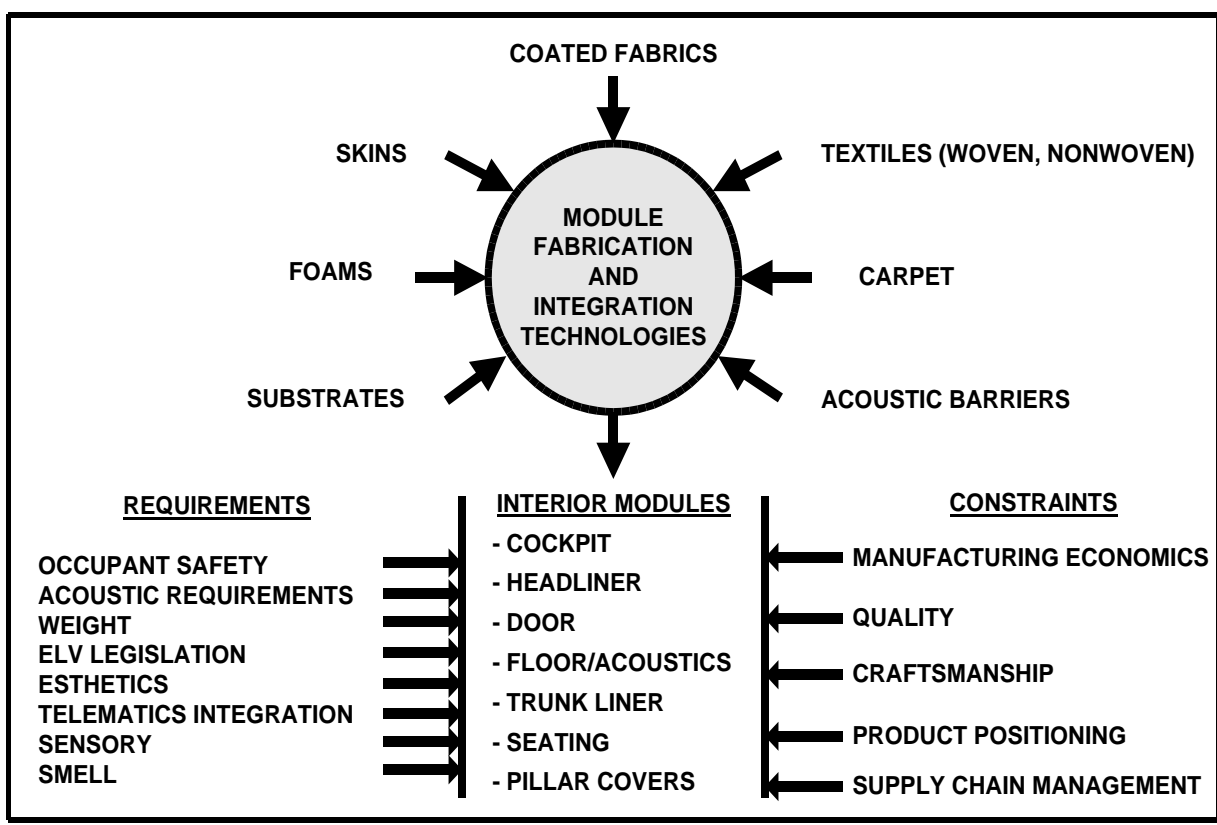 COATED FABRICS
SKINS
TEXTILES (WOVEN, NONWOVEN)
MODULE
FABRICATION
AND
INTEGRATION
TECHNOLOGIES
FOAMS
CARPET
SUBSTRATES
ACOUSTIC BARRIERS
REQUIREMENTS
OCCUPANT SAFETY
ACOUSTIC REQUIREMENTS
WEIGHT
ELV LEGISLATION
ESTHETICS
TELEMATICS INTEGRATION
SENSORY
SMELL
INTERIOR MODULES
- COCKPIT
- HEADLINER
- DOOR
- FLOOR/ACOUSTICS
- TRUNK LINER
- SEATING
- PILLAR COVERS
CONSTRAINTS
MANUFACTURING ECONOMICS
QUALITY
CRAFTSMANSHIP
PRODUCT POSITIONING
SUPPLY CHAIN MANAGEMENT